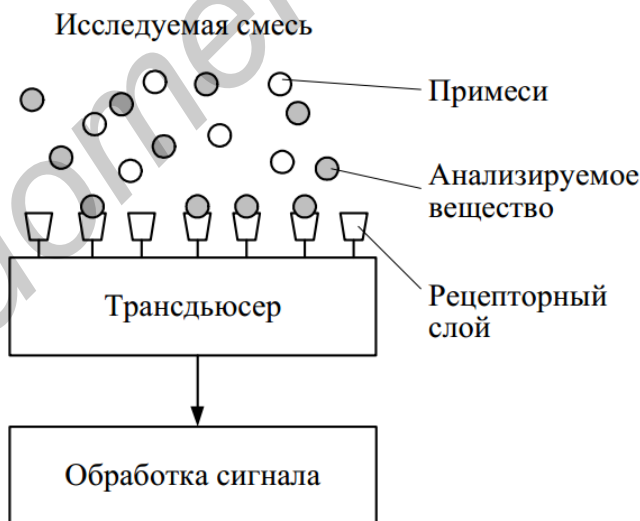 Исследуемая смесь
Примеси
Анализируемое
вещество
Рецепторный
слой
Трансдьюсер
Обработка сигнала